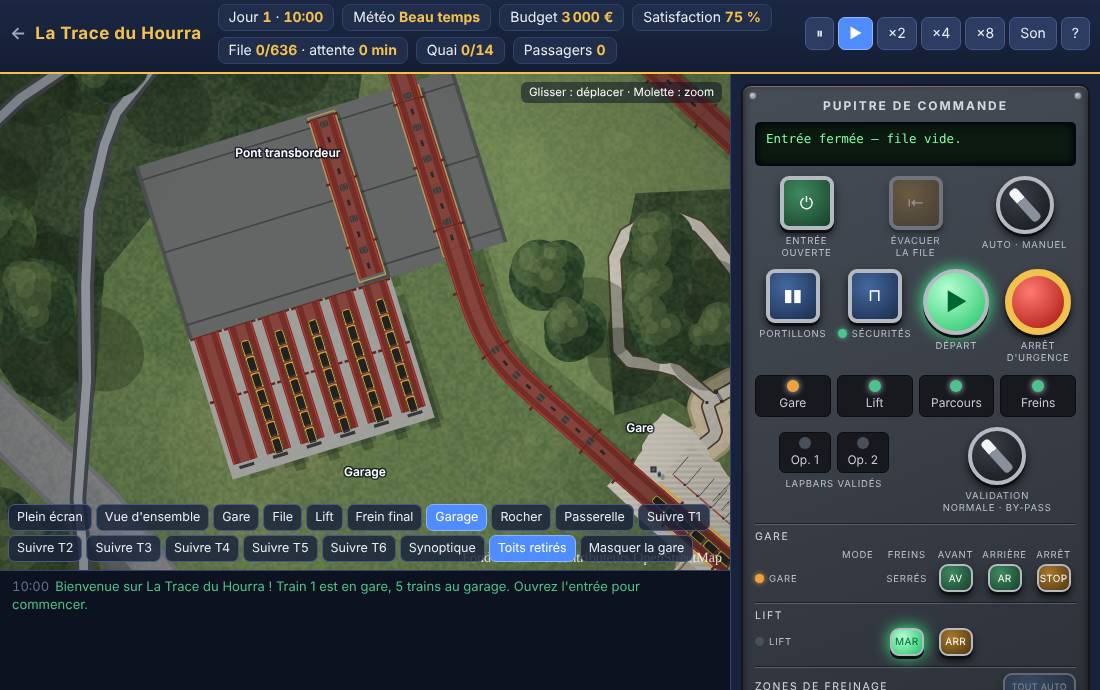 La Trace du Hourra
Jour 1 · 10:00
Météo Beau temps
Budget 3 000 €
Satisfaction 75 %
File 0/636 · attente 0 min
Quai 0/14
Passagers 0
×2
×4
×8
Son
?
Glisser : déplacer · Molette : zoom
Pont transbordeur
Gare
Garage
Plein écran
Vue d'ensemble
Gare
File
Lift
Frein final
Garage
Rocher
Passerelle
Suivre T1
Suivre T2
Suivre T3
Suivre T4
Suivre T5
Suivre T6
Synoptique
Toits retirés
Masquer la gare
10:00 Bienvenue sur La Trace du Hourra ! Train 1 est en gare, 5 trains au garage. Ouvrez l'entrée pour
commencer.
PUPITRE DE COMMANDE
Entrée fermée — file vide.
ENTRÉE
OUVERTE
ÉVACUER
LA FILE
AUTO · MANUEL
PORTILLONS
SÉCURITÉS
DÉPART
ARRÊT
D'URGENCE
Gare
Lift
Parcours
Freins
Op. 1
Op. 2
LAPBARS VALIDÉS
VALIDATION
NORMALE · BY-PASS
GARE
MODE
FREINS
AVANT
ARRIÈRE
ARRÊT
GARE
SERRÉS
AV
AR
STOP
LIFT
LIFT
MAR
ARR
ZONES DE FREINAGE
TOUT AUTO